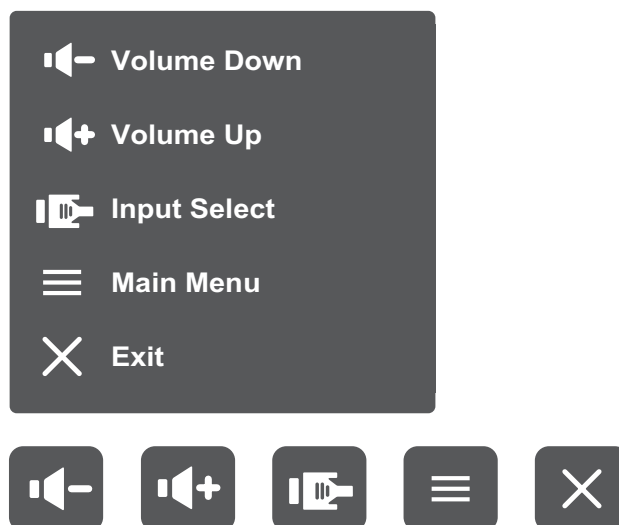 Volume Down
Volume Up
Input Select
Main Menu
Exit